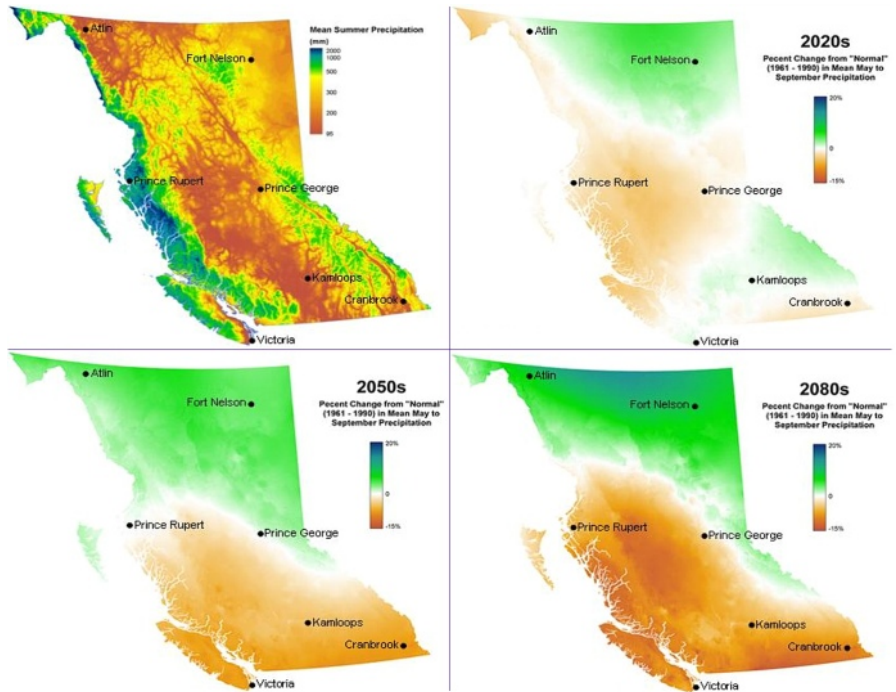 Mean Summer Precipitation
(mm)
2000
1000
500
300
200
95
Atlin
Fort Nelson
Prince Rupert
Prince George
Kamloops
Cranbrook
Victoria
2020s
Pecent Change from "Normal"
(1961 - 1990) in Mean May to
September Precipitation
20%
0
-15%
Atlin
Fort Nelson
Prince Rupert
Prince George
Kamloops
Cranbrook
Victoria
2050s
Pecent Change from "Normal"
(1961 - 1990) in Mean May to
September Precipitation
20%
0
-15%
Atlin
Fort Nelson
Prince Rupert
Prince George
Kamloops
Cranbrook
Victoria
2080s
Pecent Change from "Normal"
(1961 - 1990) in Mean May to
September Precipitation
20%
0
-15%
Atlin
Fort Nelson
Prince Rupert
Prince George
Kamloops
Cranbrook
Victoria